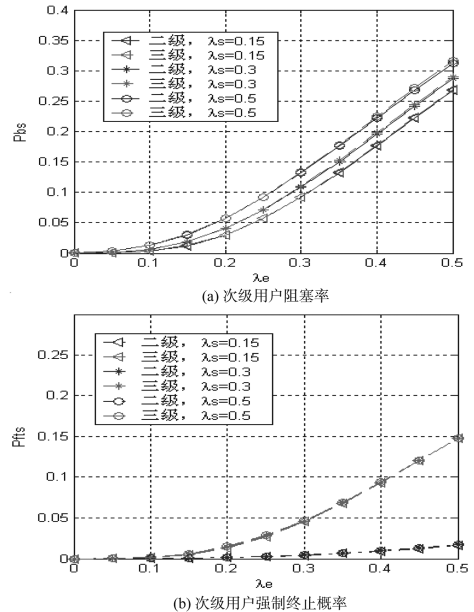 0.4
0.35
0.3
0.25
0.2
0.15
0.1
0.05
0
Pbs
二级， λs=0.15
三级， λs=0.15
二级， λs=0.3
三级， λs=0.3
二级， λs=0.5
三级， λs=0.5
0 0.1 0.2 0.3 0.4 0.5
λe
(a) 次级用户阻塞率
0.25
0.2
0.15
0.1
0.05
0
Pfts
二级， λs=0.15
三级， λs=0.15
二级， λs=0.3
三级， λs=0.3
二级， λs=0.5
三级， λs=0.5
0 0.1 0.2 0.3 0.4 0.5
λe
(b) 次级用户强制终止概率